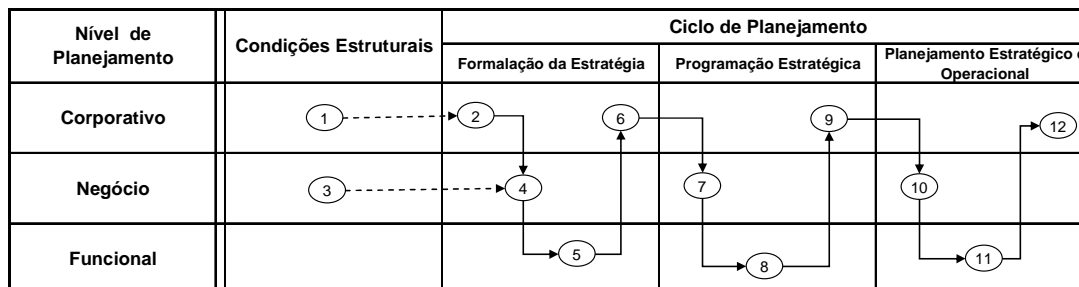 Nível de
Planejamento
Condições Estruturais
Ciclo de Planejamento
Formalação da Estratégia
Programação Estratégica
Planejamento Estratégico e
Operacional
Corporativo
1
2
6
9
12
Negócio
3
4
7
10
Funcional
5
8
11